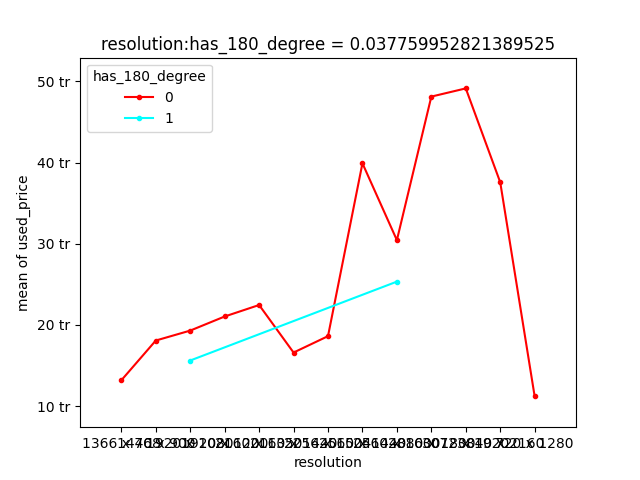 resolution:has_180_degree = 0.037759952821389525
has_180_degree
0
1
50 tr
40 tr
30 tr
20 tr
10 tr
mean of used_price
resolution